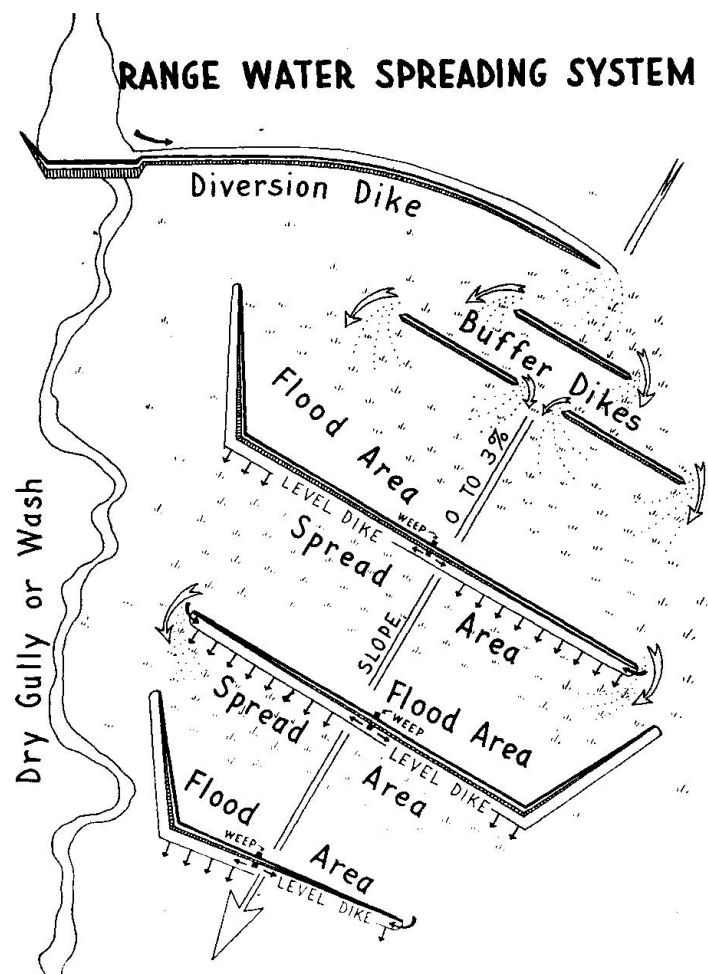 RANGE WATER SPREADING SYSTEM
Diversion Dike
Buffer Dikes
Flood Area
0 TO 3%
WEEP
LEVEL DIKE
Spread Area
SLOPE
Dry Gully or Wash
Flood Area
WEEP
Spread Area
LEVEL DIKE
Flood Area
WEEP
LEVEL DIKE